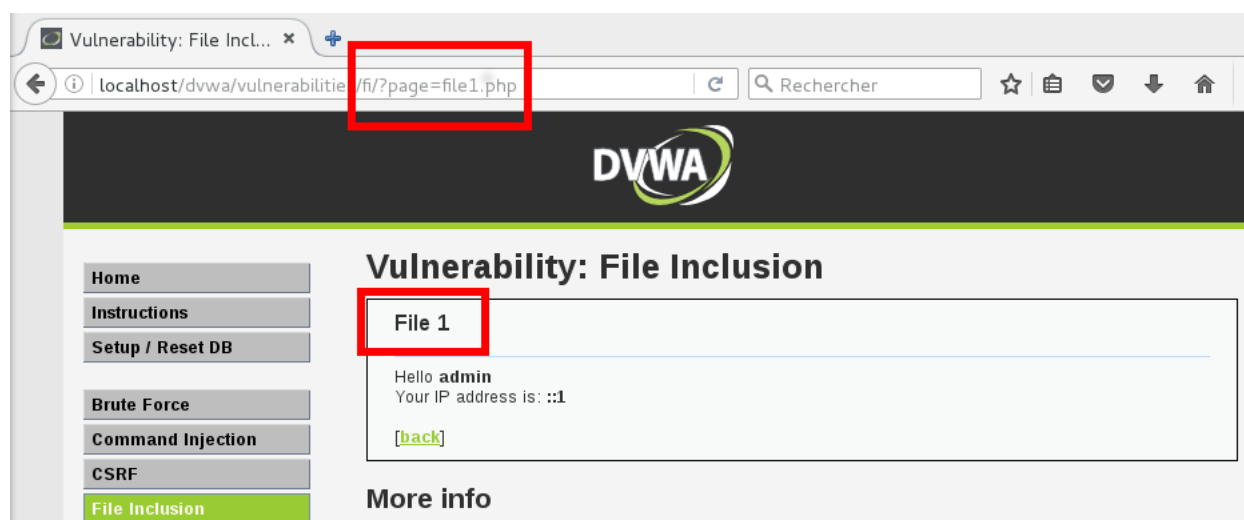 Vulnerability: File Incl...
localhost/dvwa/vulnerabilitie /fi/?page=file1.php
Rechercher
DVWA
Home
Instructions
Setup / Reset DB
Brute Force
Command Injection
CSRF
File Inclusion
Vulnerability: File Inclusion
File 1
Hello admin
Your IP address is: ::1
[back]
More info